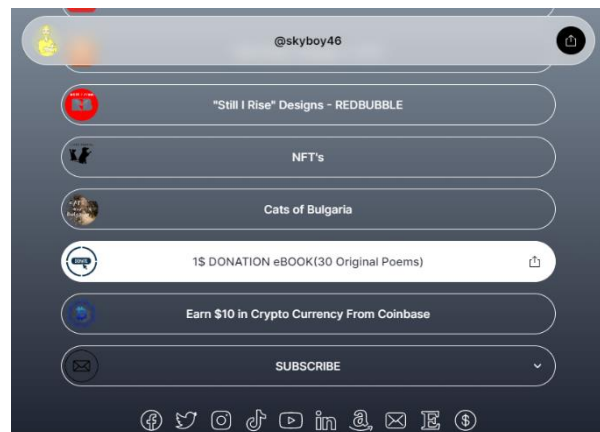 @skyboy46
"Still I Rise" Designs - REDBUBBLE
NFT's
Cats of Bulgaria
1$ DONATION eBOOK(30 Original Poems)
Earn $10 in Crypto Currency From Coinbase
SUBSCRIBE